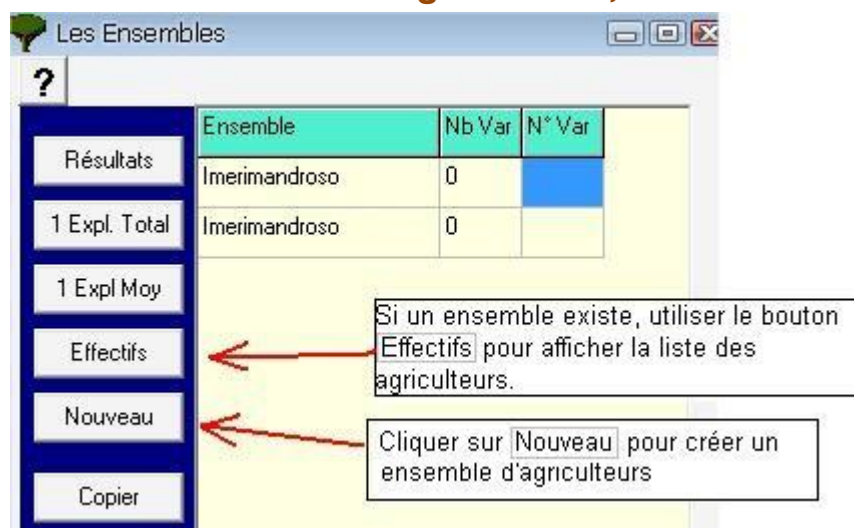 Les Ensembles
?
Ensemble Nb Var N° Var
Imerimandroso 0
Imerimandroso 0
Résultats
1 Expl. Total
1 Expl Moy
Effectifs
Nouveau
Copier
Si un ensemble existe, utiliser le bouton
Effectifs pour afficher la liste des
agriculteurs.
Cliquer sur Nouveau pour créer un
ensemble d'agriculteurs